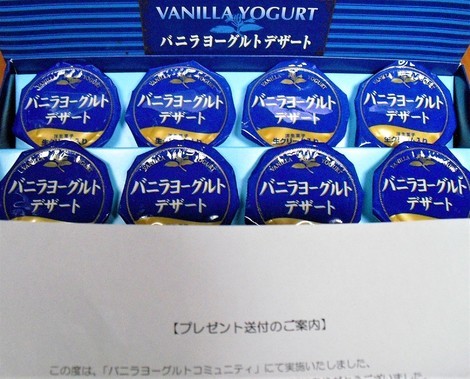 VANILLA YOGURT
バニラヨーグルトデザート
バニラヨーグルト
デザート
バニラヨーグルト
デザート
バニラヨーグルト
デザート
バニラヨーグルト
デザート
バニラヨーグルト
デザート
バニラヨーグルト
デザート
バニラヨーグルト
デザート
バニラヨーグルト
デザート
【プレゼント送付のご案内】
この度は、「バニラヨーグルトコミュニティ」にて実施いたしました、